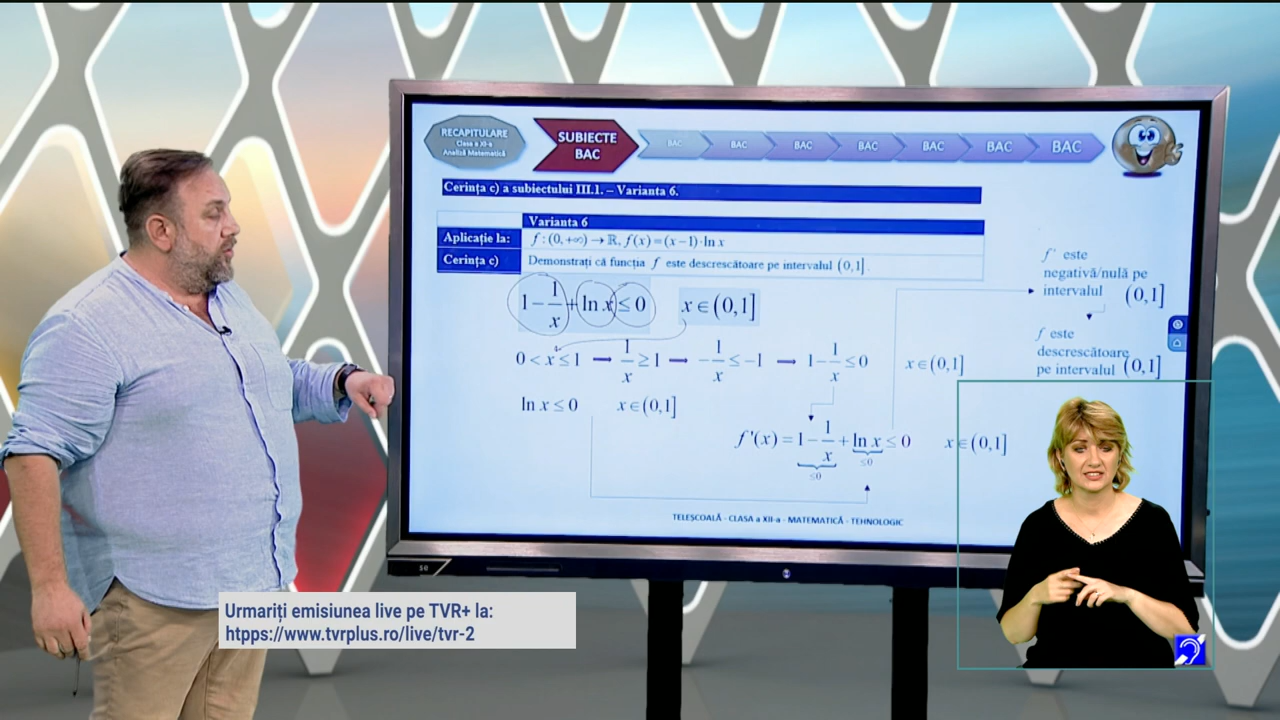 RECAPITULARE
Clasa a XI-a
Analiză Matematică
SUBIECTE
BAC
BAC
BAC
BAC
BAC
BAC
BAC
BAC
Cerința c) a subiectului III.1. – Varianta 6.
Varianta 6
Aplicație la: f : (0, +∞) → ℝ, f(x) = (x − 1) · ln x
Cerința c) Demonstrați că funcția f este descrescătoare pe intervalul (0,1].
1 − 1/x + ln x ≤ 0 x ∈ (0,1]
0 < x ≤ 1 ⟹ 1/x ≥ 1 ⟹ −1/x ≤ −1 ⟹ 1 − 1/x ≤ 0 x ∈ (0,1]
ln x ≤ 0 x ∈ (0,1]
f '(x) = 1 − 1/x + ln x ≤ 0 x ∈ (0,1]
≤0 ≤0
f ' este
negativă/nulă pe
intervalul (0,1]
f este
descrescătoare
pe intervalul (0,1]
TELEȘCOALĂ - CLASA a XII-a - MATEMATICĂ - TEHNOLOGIC
se
Urmariți emisiunea live pe TVR+ la:
htpps://www.tvrplus.ro/live/tvr-2